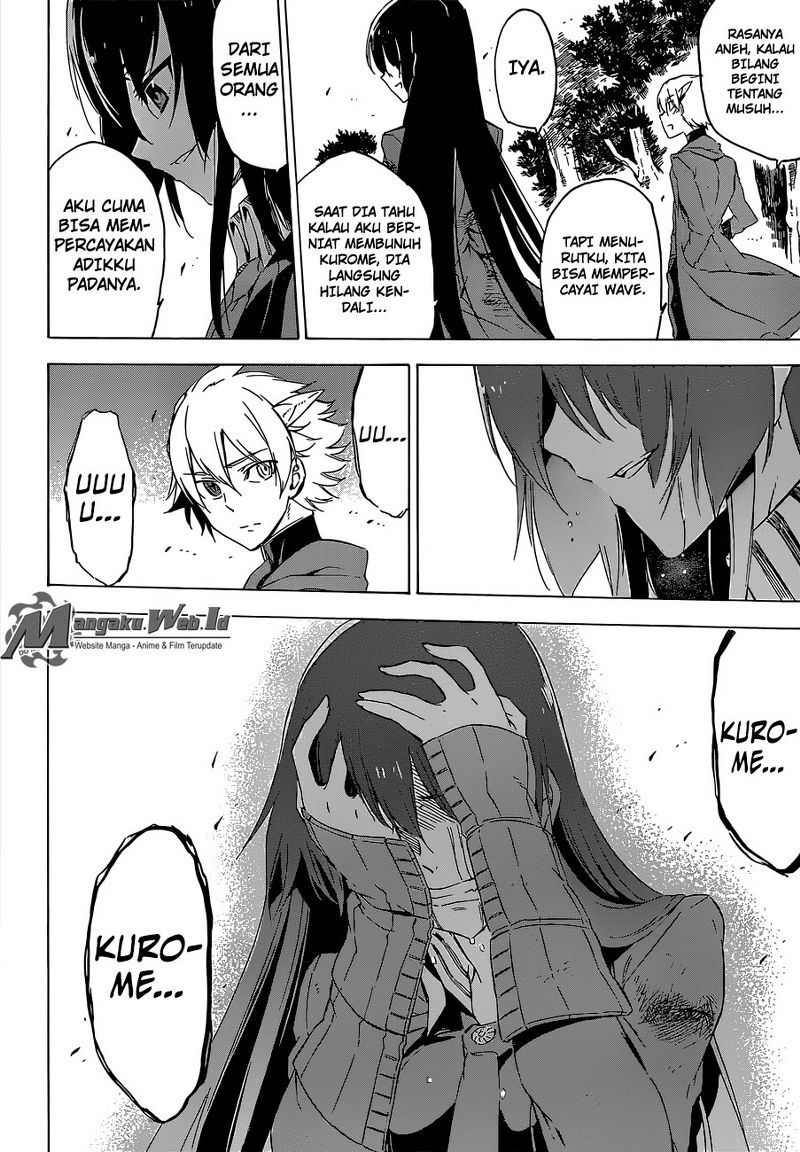 RASANYA
ANEH, KALAU
BILANG
BEGINI
TENTANG
MUSUH...
TAPI MENU-
RUTKU, KITA
BISA MEMPER-
CAYAI WAVE.
IYA.
SAAT DIA TAHU
KALAU AKU BER-
NIAT MEMBUNUH
KUROME, DIA
LANGSUNG
HILANG KEN-
DALI...
DARI
SEMUA
ORANG
...
AKU CUMA
BISA MEM-
PERCAYAKAN
ADIKKU
PADANYA.
UU...
UUU
U...
Mangaku.Web.Id
Website Manga - Anime & Film Terupdate
KURO-
ME...
KURO-
ME...